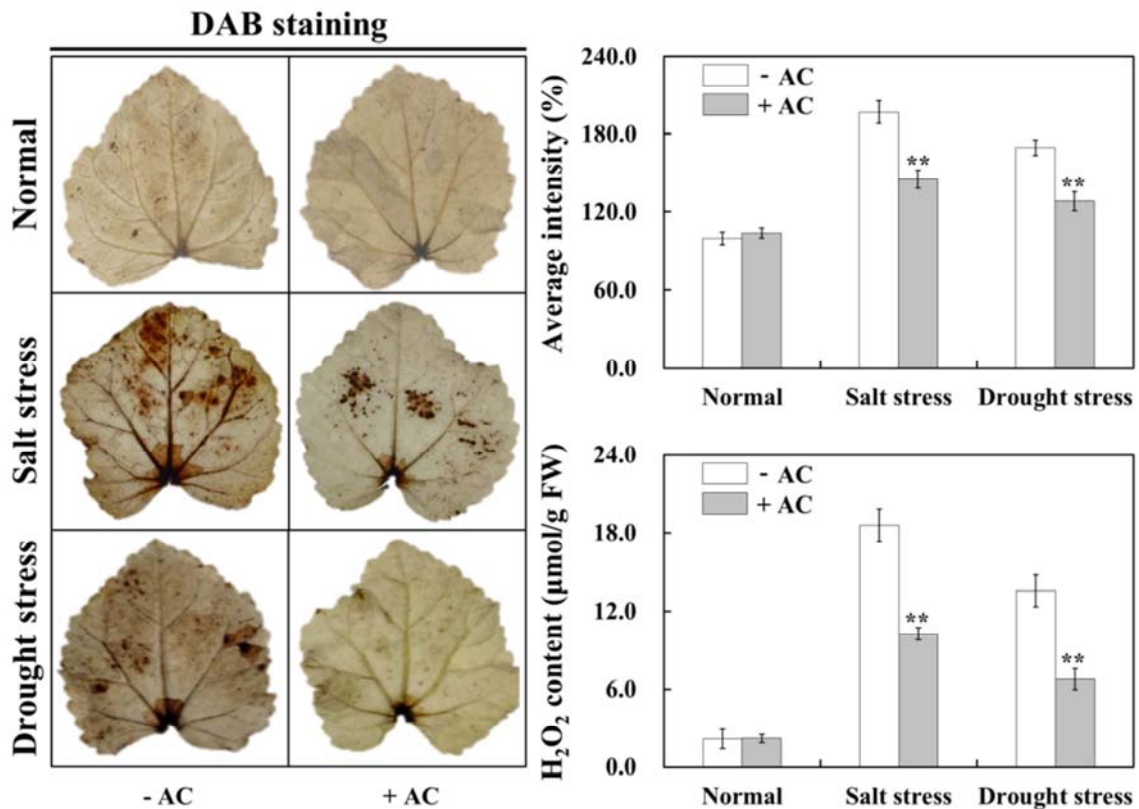 DAB staining
Normal
Salt stress
Drought stress
- AC
+ AC
Average intensity (%)
240.0
180.0
120.0
60.0
0.0
- AC
+ AC
**
**
Normal
Salt stress
Drought stress
H₂O₂ content (μmol/g FW)
24.0
18.0
12.0
6.0
0.0
- AC
+ AC
**
**
Normal
Salt stress
Drought stress